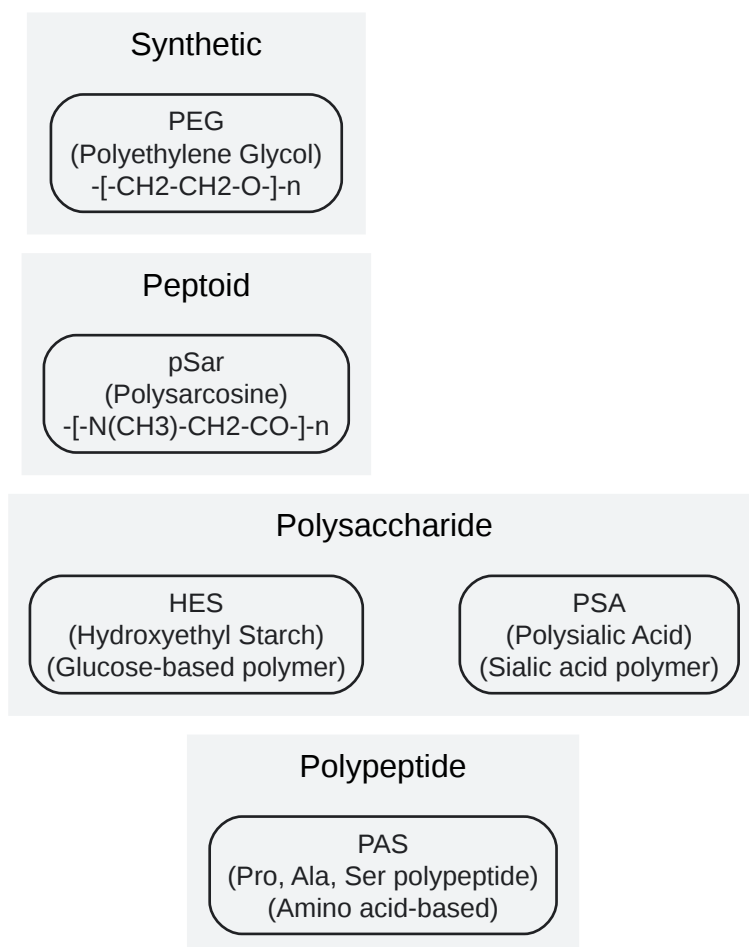 Synthetic
PEG
(Polyethylene Glycol)
-[-CH2-CH2-O-]-n
Peptoid
pSar
(Polysarcosine)
-[-N(CH3)-CH2-CO-]-n
Polysaccharide
HES
(Hydroxyethyl Starch)
(Glucose-based polymer)
PSA
(Polysialic Acid)
(Sialic acid polymer)
Polypeptide
PAS
(Pro, Ala, Ser polypeptide)
(Amino acid-based)